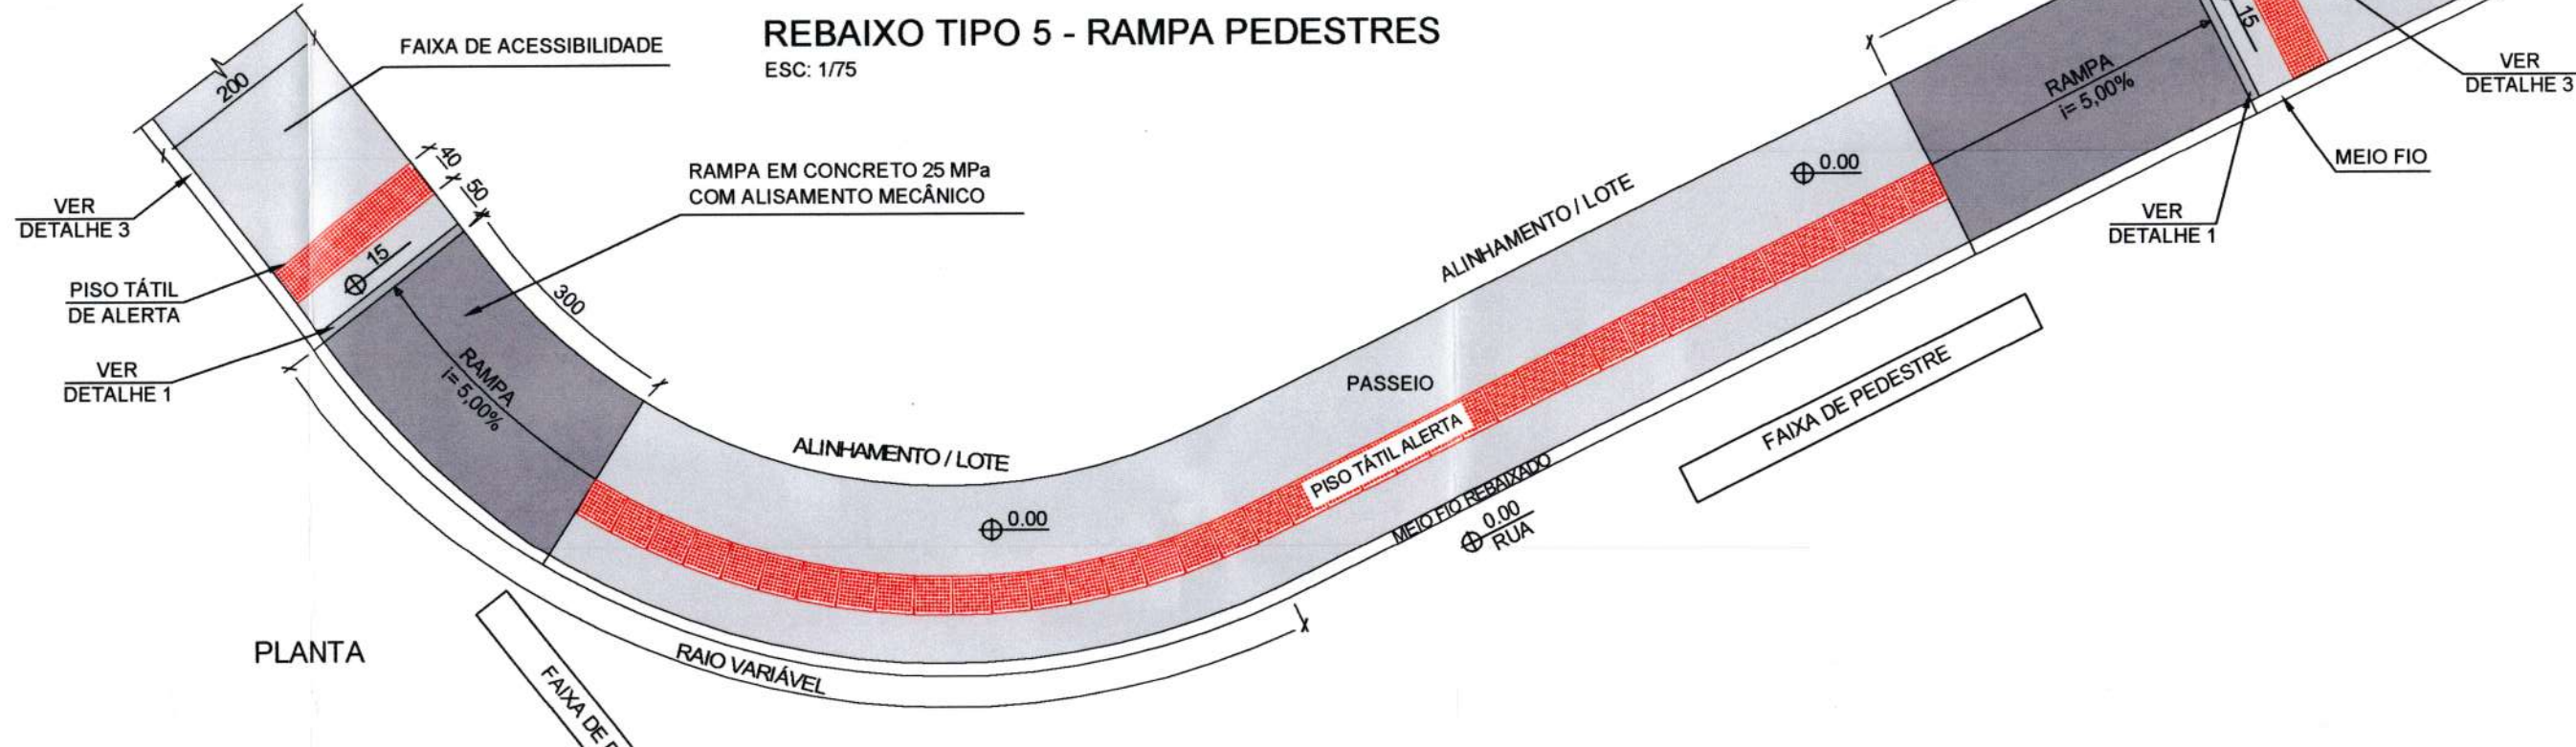 REBAIXO TIPO 5 - RAMPA PEDESTRES
ESC: 1/75
FAIXA DE ACESSIBILIDADE
200
RAMPA EM CONCRETO 25 MPa
COM ALISAMENTO MECÂNICO
40
50
300
VER
DETALHE 3
PISO TÁTIL
DE ALERTA
15
VER
DETALHE 1
RAMPA
i= 5,00%
ALINHAMENTO / LOTE
0.00
PASSEIO
PISO TÁTIL ALERTA
MEIO FIO REBAIXADO
0.00
RUA
ALINHAMENTO / LOTE
0.00
RAMPA
i= 5,00%
15
VER
DETALHE 3
MEIO FIO
VER
DETALHE 1
FAIXA DE PEDESTRE
RAIO VARIÁVEL
PLANTA
FAIXA DE